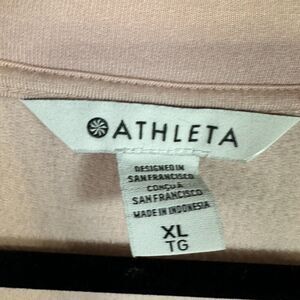 ATHLETA
DESIGNED IN
SAN FRANCISCO
CONÇU A
SAN FRANCISCO
MADE IN INDONESIA
XL
TG